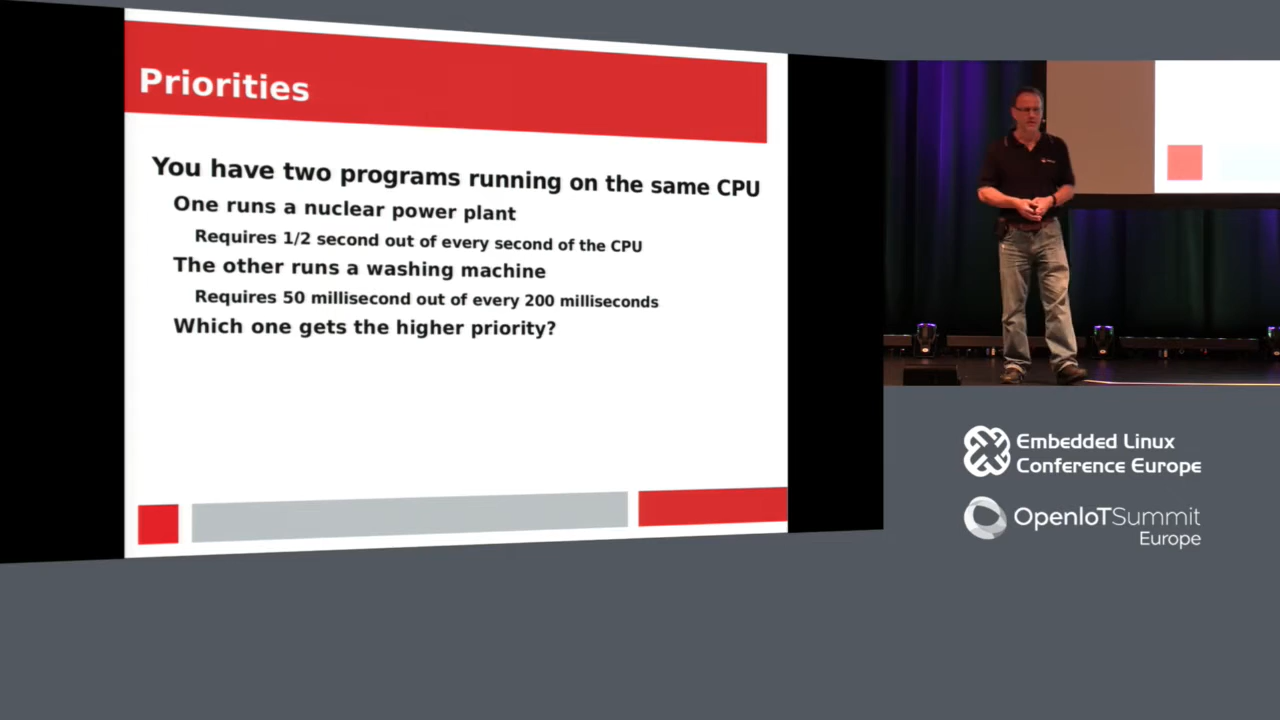 Priorities
You have two programs running on the same CPU
One runs a nuclear power plant
Requires 1/2 second out of every second of the CPU
The other runs a washing machine
Requires 50 millisecond out of every 200 milliseconds
Which one gets the higher priority?
Embedded Linux
Conference Europe
OpenIoTSummit
Europe